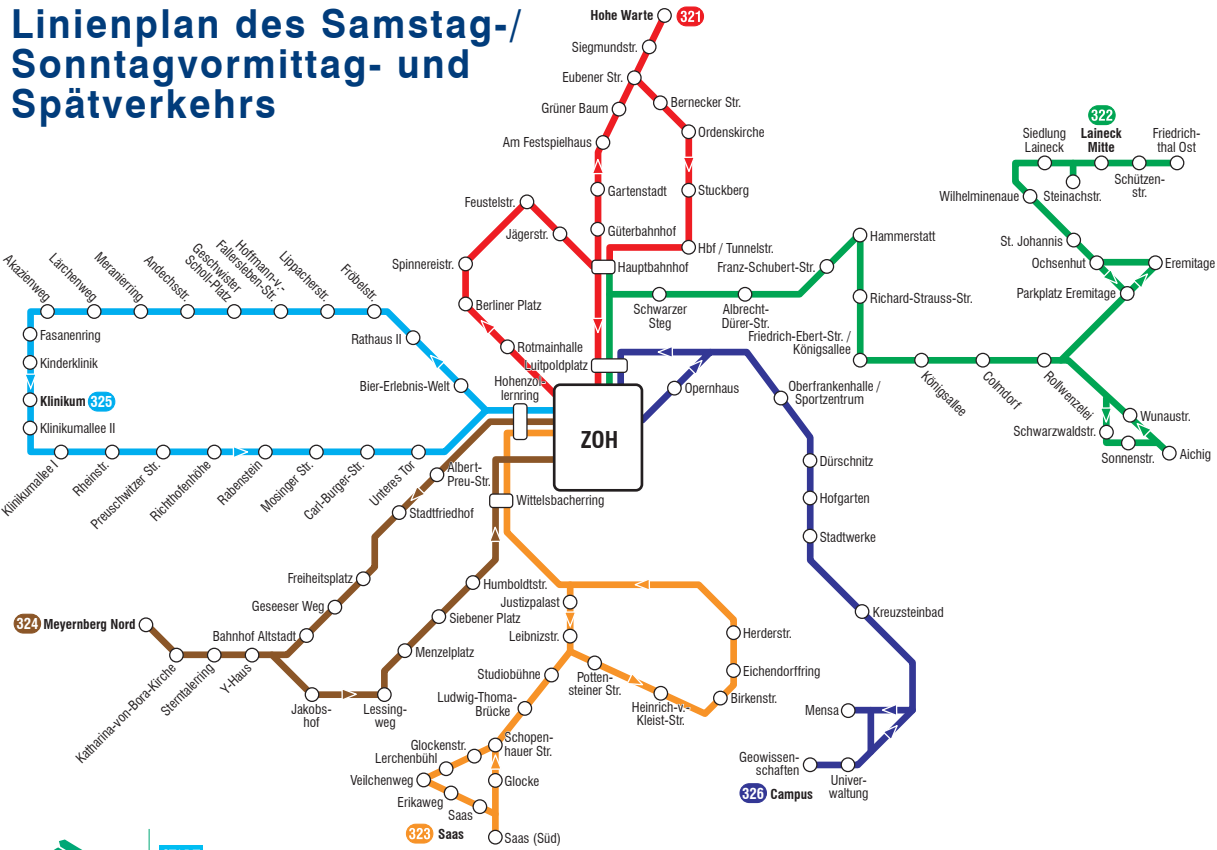 Linienplan des Samstag-/
Sonntagvormittag- und
Spätverkehrs
Hohe Warte
321
Siegmundstr.
Eubener Str.
Grüner Baum
Bernecker Str.
Am Festspielhaus
Ordenskirche
Gartenstadt
Stuckberg
Güterbahnhof
Hbf / Tunnelstr.
Hauptbahnhof
Feustelstr.
Jägerstr.
Spinnereistr.
Berliner Platz
Rotmainhalle
Luitpoldplatz
Hohenzol-
lernring
ZOH
322
Siedlung
Laineck
Laineck
Mitte
Friedrich-
thal Ost
Schützen-
str.
Steinachstr.
Wilhelminenaue
St. Johannis
Ochsenhut
Eremitage
Parkplatz Eremitage
Hammerstatt
Franz-Schubert-Str.
Schwarzer
Steg
Albrecht-
Dürer-Str.
Richard-Strauss-Str.
Friedrich-Ebert-Str. /
Königsallee
Königsallee
Colmdorf
Rollwenzelei
Wunaustr.
Schwarzwaldstr.
Sonnenstr.
Aichig
Akazienweg
Lärchenweg
Meranierring
Andechsstr.
Geschwister
Scholl-Platz
Hoffmann-v.-
Fallersleben-Str.
Lippacherstr.
Fröbelstr.
Rathaus II
Bier-Erlebnis-Welt
Fasanenring
Kinderklinik
Klinikum
325
Klinikumallee II
Klinikumallee I
Rheinstr.
Preuschwitzer Str.
Richthofenhöhe
Rabenstein
Mosinger Str.
Carl-Burger-Str.
Unteres Tor
Albert-
Preu-Str.
Stadtfriedhof
Wittelsbacherring
Freiheitsplatz
Geseeser Weg
Bahnhof Altstadt
324
Meyernberg Nord
Katharina-von-Bora-Kirche
Sterntalerring
Y-Haus
Jakobs-
hof
Lessing-
weg
Menzelplatz
Siebener Platz
Humboldtstr.
Justizpalast
Leibnizstr.
Studiobühne
Ludwig-Thoma-
Brücke
Potten-
steiner Str.
Heinrich-v.-
Kleist-Str.
Birkenstr.
Eichendorffring
Herderstr.
Schopen-
hauer Str.
Glockenstr.
Lerchenbühl
Veilchenweg
Erikaweg
Saas
Glocke
Saas (Süd)
323
Saas
Opernhaus
Oberfrankenhalle /
Sportzentrum
Dürschnitz
Hofgarten
Stadtwerke
Kreuzsteinbad
Mensa
Geowissen-
schaften
Univer-
waltung
326
Campus